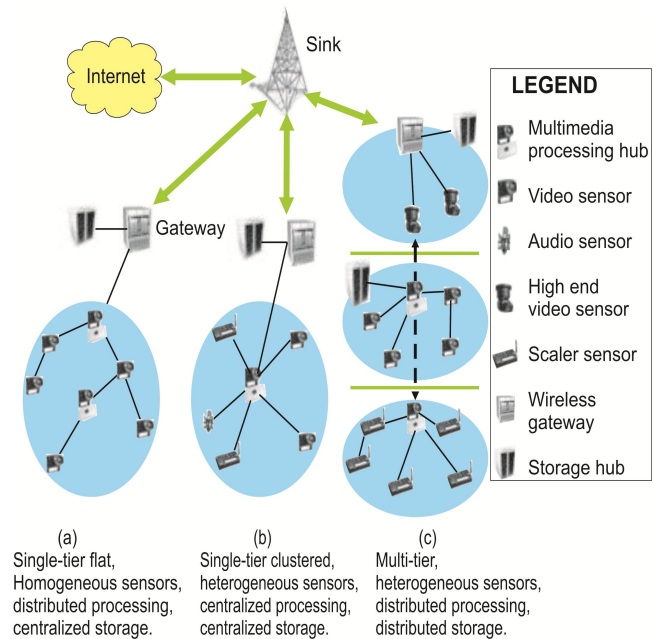 Sink
Internet
Gateway
LEGEND
Multimedia
processing hub
Video sensor
Audio sensor
High end
video sensor
Scaler sensor
Wireless
gateway
Storage hub
(a)
Single-tier flat,
Homogeneous sensors,
distributed processing,
centralized storage.
(b)
Single-tier clustered,
heterogeneous sensors,
centralized processing,
centralized storage.
(c)
Multi-tier,
heterogeneous sensors,
distributed processing,
distributed storage.